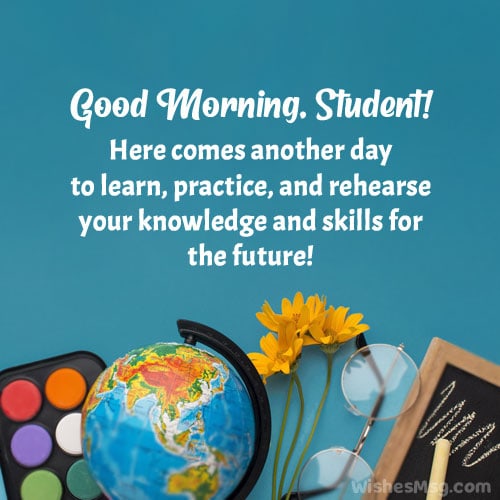 Good Morning, Student!
Here comes another day
to learn, practice, and rehearse
your knowledge and skills for
the future!
WishesMsg.com